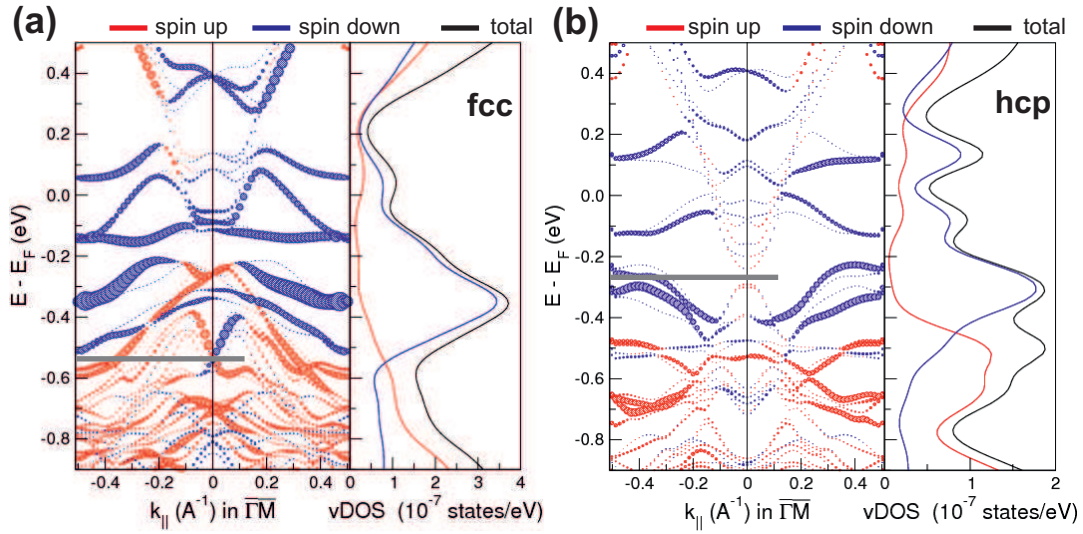 (a) spin up spin down total
fcc
E - E_F (eV)
0.4
0.2
0.0
-0.2
-0.4
-0.6
-0.8
-0.4 -0.2 0 0.2 0.4 0 1 2 3 4
k|| (A⁻¹) in Γ̅M̅ vDOS (10⁻⁷ states/eV)
(b) spin up spin down total
hcp
E - E_F (eV)
0.4
0.2
0.0
-0.2
-0.4
-0.6
-0.8
-0.4 -0.2 0 0.2 0.4 0 1 2
k|| (A⁻¹) in Γ̅M̅ vDOS (10⁻⁷ states/eV)